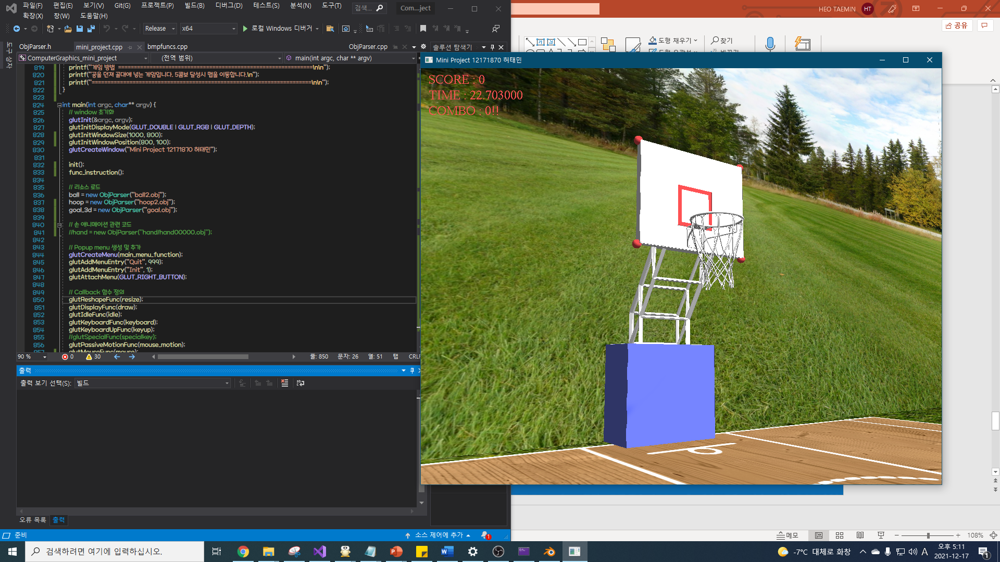 파일(F) 편집(E) 보기(V) Git(G) 프로젝트(P) 빌드(B) 디버그(D) 테스트(S) 분석(N) 도구(T) 검색... Com...ject
확장(X) 창(W) 도움말(H)
Release x64 로컬 Windows 디버거
도구 상자
ObjParser.h mini_project.cpp bmpfuncs.cpp ObjParser.cpp 솔루션 탐색기
ComputerGraphics_mini_project (전역 범위) main(int argc, char ** argv)
819 printf("게임 방법 ==============================================================\n\n");
820 printf("공을 던져 골대에 넣는 게임입니다. 5콤보 달성시 맵을 이동합니다.\n");
821 printf("======================================================================\n\n");
822 }
823
824 int main(int argc, char** argv) {
825 // window 초기화
826 glutInit(&argc, argv);
827 glutInitDisplayMode(GLUT_DOUBLE | GLUT_RGB | GLUT_DEPTH);
828 glutInitWindowSize(1000, 800);
829 glutInitWindowPosition(800, 100);
830 glutCreateWindow("Mini Project 12171870 허태민");
831
832 init();
833 func_instruction();
834
835 // 리소스 로드
836 ball = new ObjParser("ball2.obj");
837 hoop = new ObjParser("hoop2.obj");
838 goal_3d = new ObjParser("goal.obj");
839
840 // 손 애니메이션 관련 코드
841 //hand = new ObjParser("hand/hand00000.obj");
842
843 // Popup menu 생성 및 추가
844 glutCreateMenu(main_menu_function);
845 glutAddMenuEntry("Quit", 999);
846 glutAddMenuEntry("Init", 1);
847 glutAttachMenu(GLUT_RIGHT_BUTTON);
848
849 // Callback 함수 정의
850 glutReshapeFunc(resize);
851 glutDisplayFunc(draw);
852 glutIdleFunc(idle);
853 glutKeyboardFunc(keyboard);
854 glutKeyboardUpFunc(keyup);
855 //glutSpecialFunc(specialkey);
856 glutPassiveMotionFunc(mouse_motion);
857 glutMouseFunc(mouse);
90 % 0 30 줄: 850 문자: 26 열: 51 탭 CRLF
출력
출력 보기 선택(S): 빌드
오류 목록 출력
준비 소스 제어에 추가 1
HEO TAEMIN HT
공유
도형 채우기 찾기
Mini Project 12171870 허태민
SCORE : 0
TIME : 22.703000
COMBO : 0!!
메모 108%
검색하려면 여기에 입력하십시오.
-7°C 대체로 화창 A 오후 5:11
2021-12-17 1